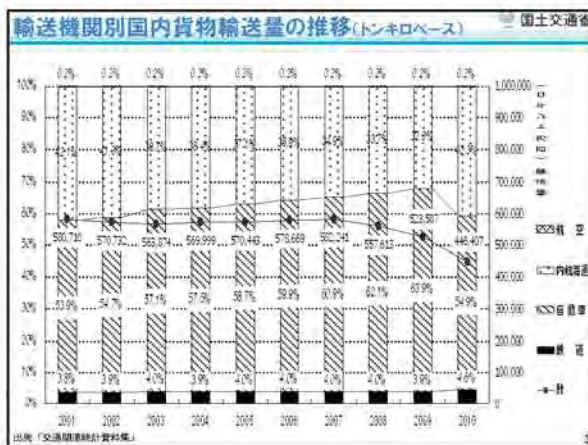 輸送機関別国内貨物輸送量の推移(トンキロベース)
国土交通省
0.2% 0.2% 0.2% 0.2% 0.2% 0.2% 0.2% 0.2% 0.2% 0.2%
100%
90%
80%
70%
60%
50%
40%
30%
20%
10%
0%
1,000,000
900,000
800,000
700,000
600,000
500,000
400,000
300,000
200,000
100,000
0
580,710 570,732 563,874 569,999 570,443 578,669 582,241 557,615 523,587 446,407
53.9% 54.7% 57.1% 57.5% 58.7% 59.9% 60.9% 62.1% 63.9% 54.9%
3.8% 3.9% 4.0% 3.9% 4.0% 4.0% 4.0% 4.0% 3.9% 4.6%
2001 2002 2003 2004 2005 2006 2007 2008 2009 2010
航空
内航海運
自動車
鉄道
計
出典「交通関連統計資料集」